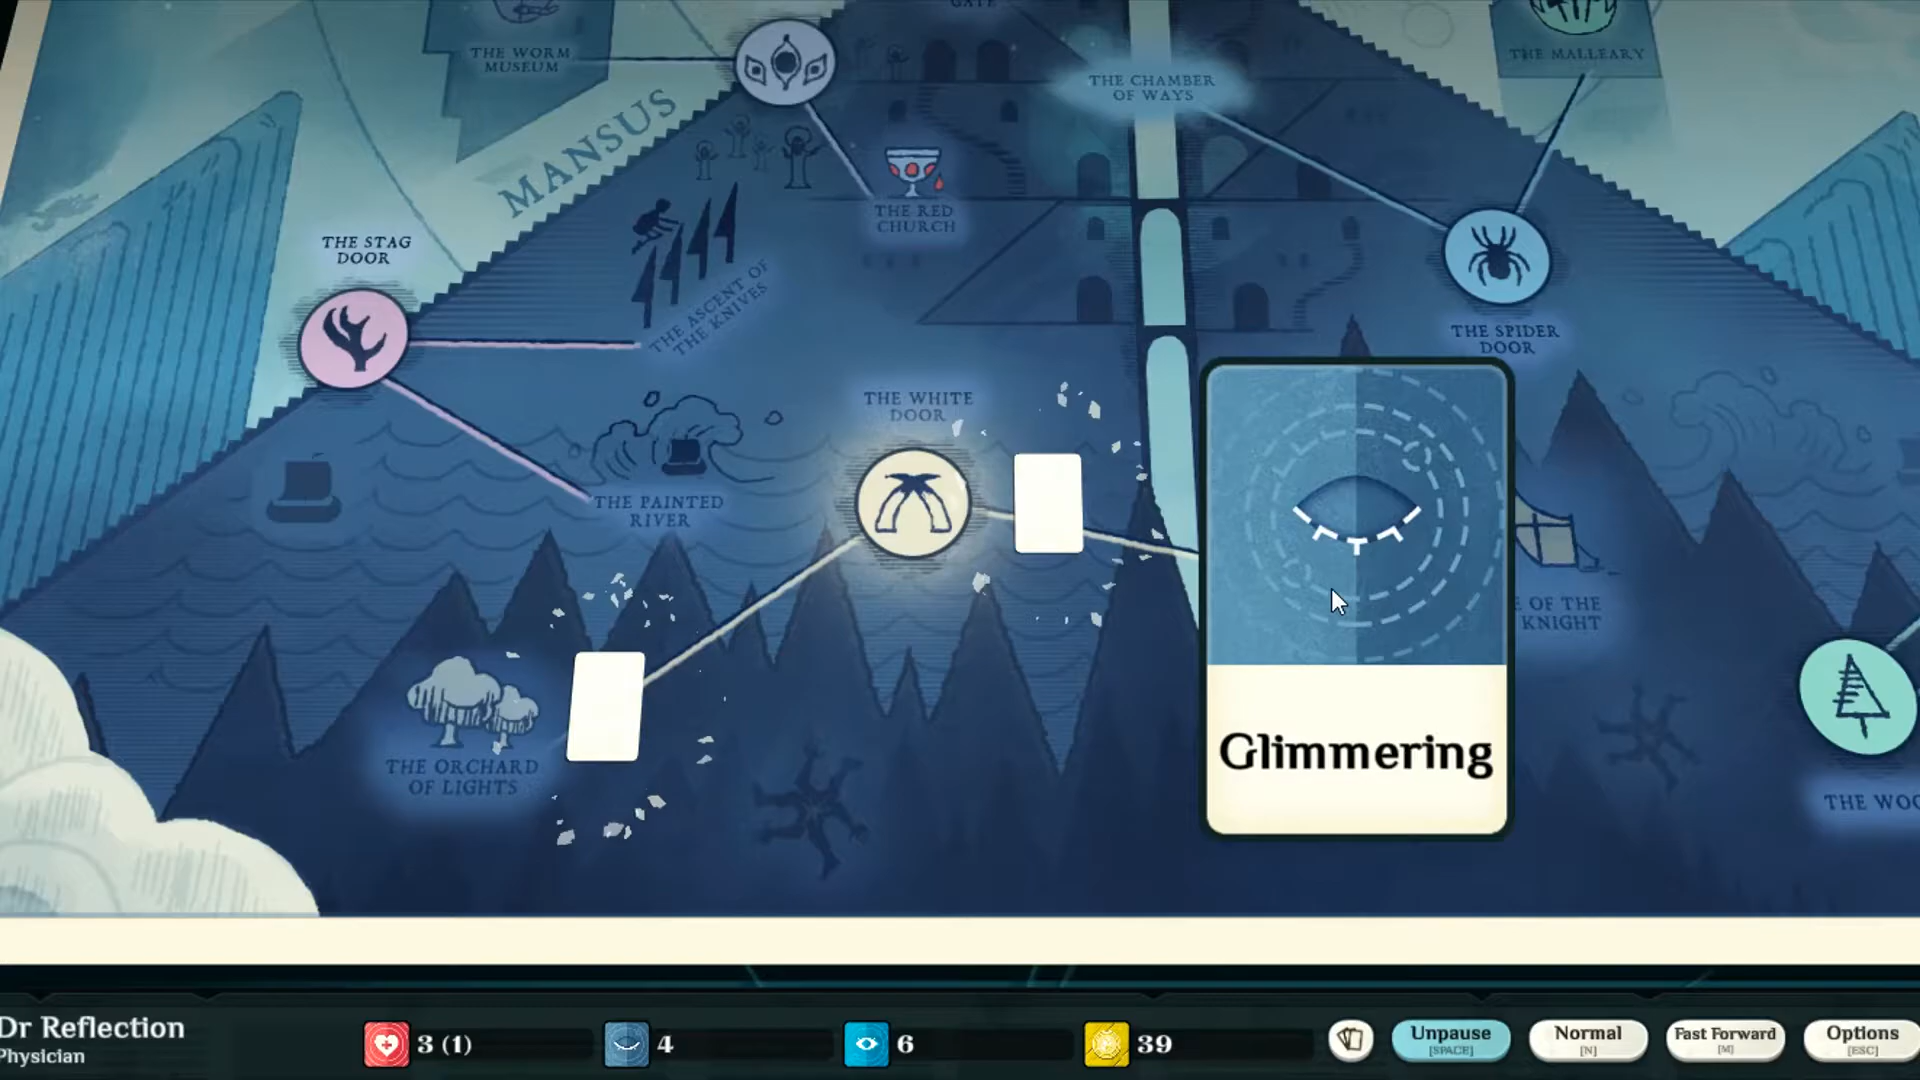 THE WORM
MUSEUM
MANSUS
THE CHAMBER
OF WAYS
THE MALLEARY
THE STAG
DOOR
THE RED
CHURCH
THE ASCENT OF
THE KNIVES
THE SPIDER
DOOR
THE WHITE
DOOR
THE PAINTED
RIVER
OF THE
KNIGHT
THE ORCHARD
OF LIGHTS
Glimmering
Dr Reflection
Physician
3 (1)
4
6
39
Unpause
[SPACE]
Normal
[N]
Fast Forward
[M]
Options
[ESC]